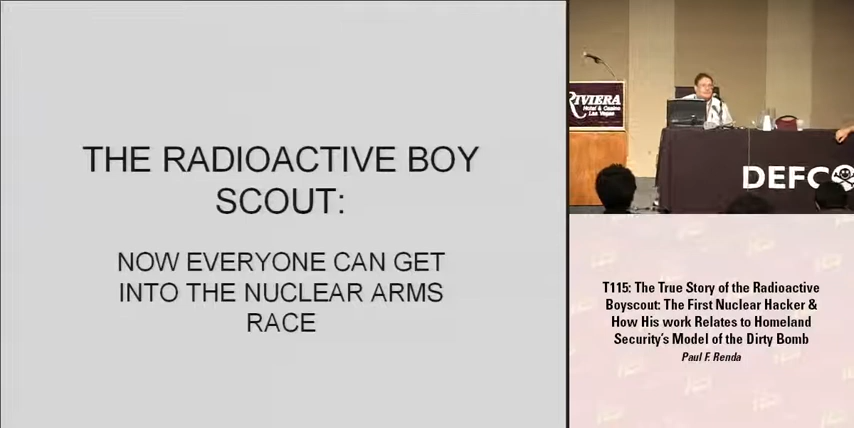 THE RADIOACTIVE BOY
SCOUT:
NOW EVERYONE CAN GET
INTO THE NUCLEAR ARMS
RACE
RIVIERA
Hotel & Casino
Las Vegas
DEFCO
T115: The True Story of the Radioactive
Boyscout: The First Nuclear Hacker &
How His work Relates to Homeland
Security's Model of the Dirty Bomb
Paul F. Renda